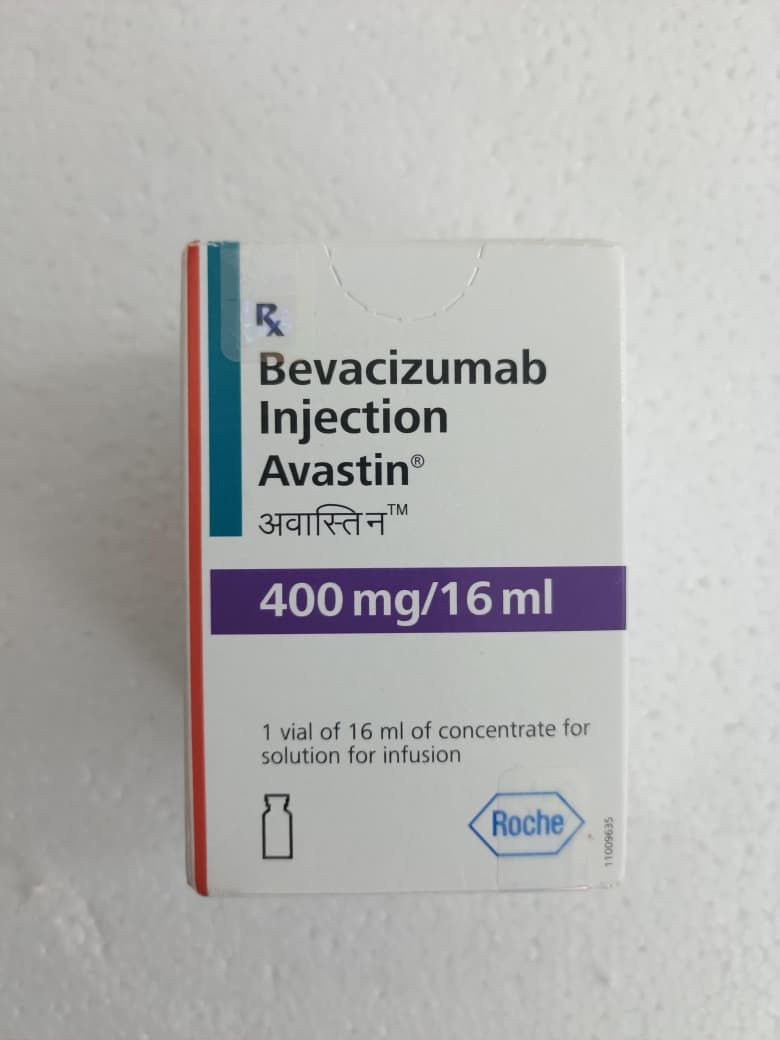 Rx
Bevacizumab
Injection
Avastin®
अवास्तिन™
400 mg/16 ml
1 vial of 16 ml of concentrate for
solution for infusion
Roche
11009635